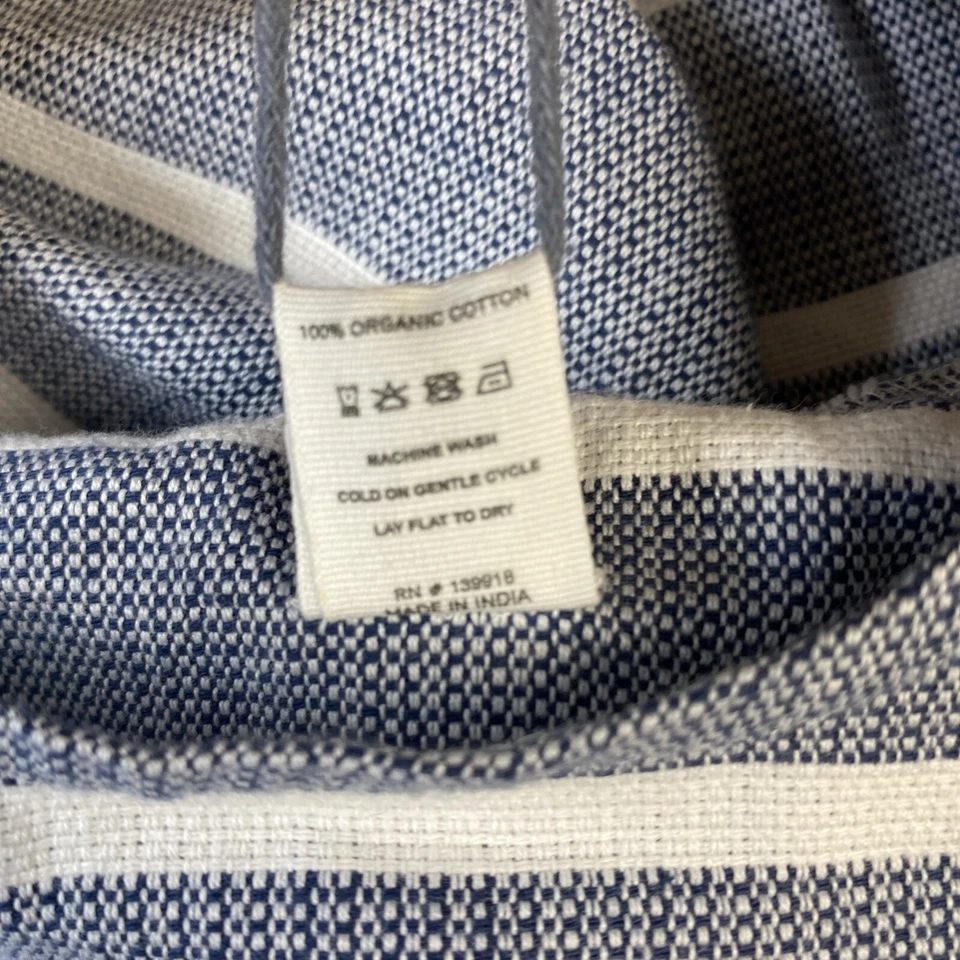 100% ORGANIC COTTON
MACHINE WASH
COLD ON GENTLE CYCLE
LAY FLAT TO DRY
RN # 139918
MADE IN INDIA